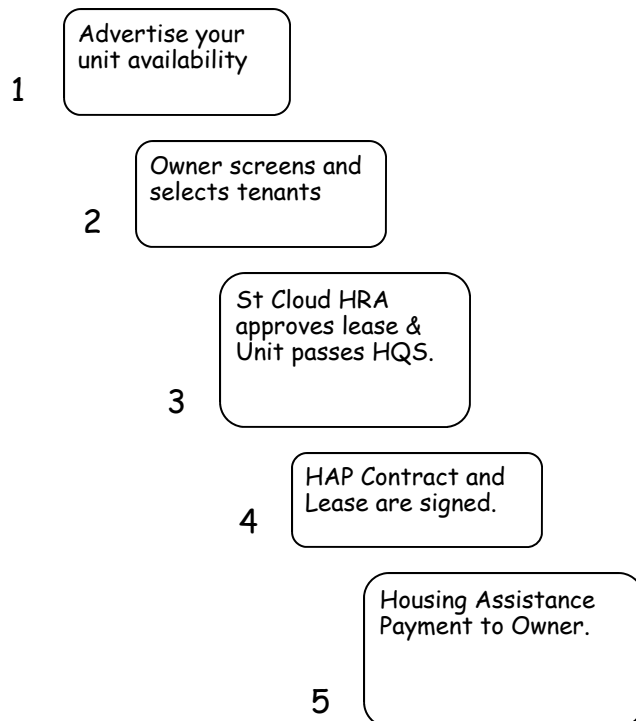 Advertise your
unit availability
1
Owner screens and
selects tenants
2
St Cloud HRA
approves lease &
Unit passes HQS.
3
HAP Contract and
Lease are signed.
4
Housing Assistance
Payment to Owner.
5